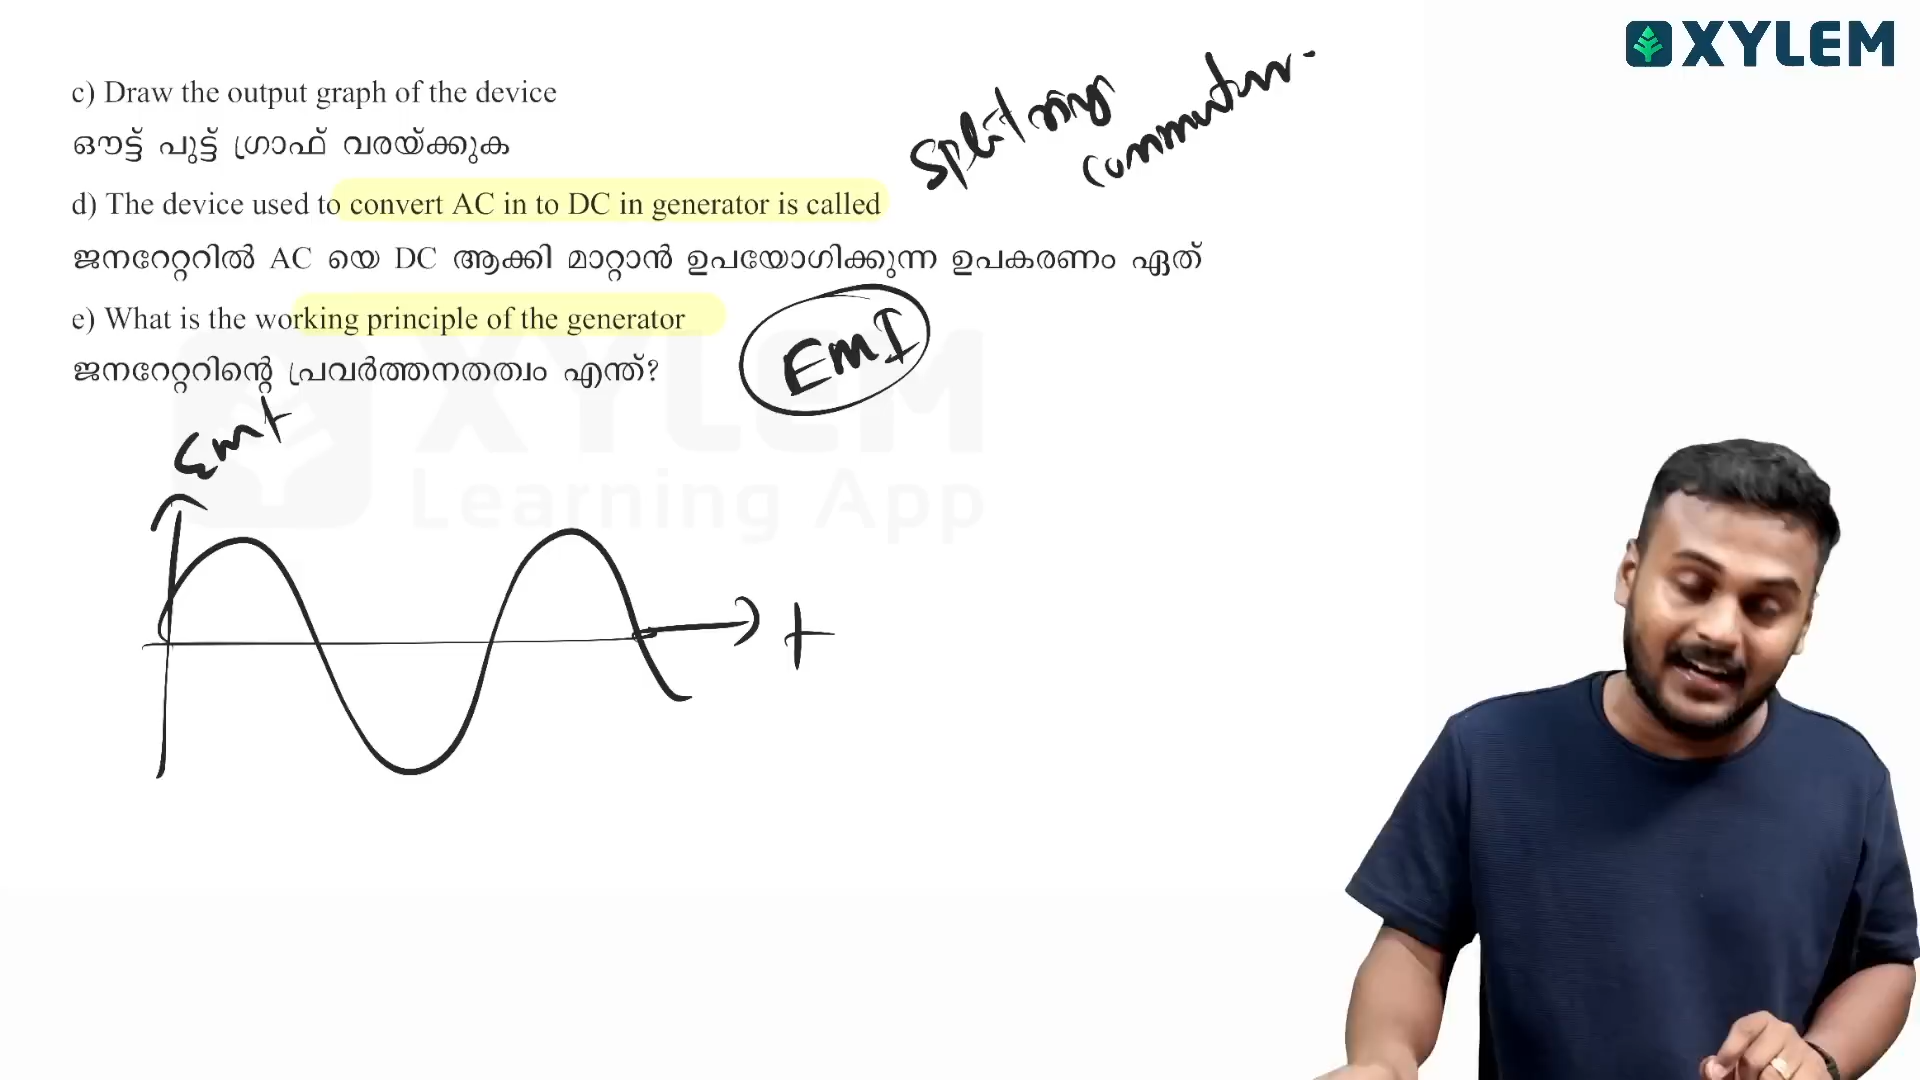 XYLEM
c) Draw the output graph of the device
ഔട്ട് പുട്ട് ഗ്രാഫ് വരയ്ക്കുക
Split ring
commutator
d) The device used to convert AC in to DC in generator is called
ജനറേറ്ററിൽ AC യെ DC ആക്കി മാറ്റാൻ ഉപയോഗിക്കുന്ന ഉപകരണം ഏത്
e) What is the working principle of the generator
EMI
ജനറേറ്ററിന്റെ പ്രവർത്തനതത്വം എന്ത്?
XYLEM
Learning App
Emf
t